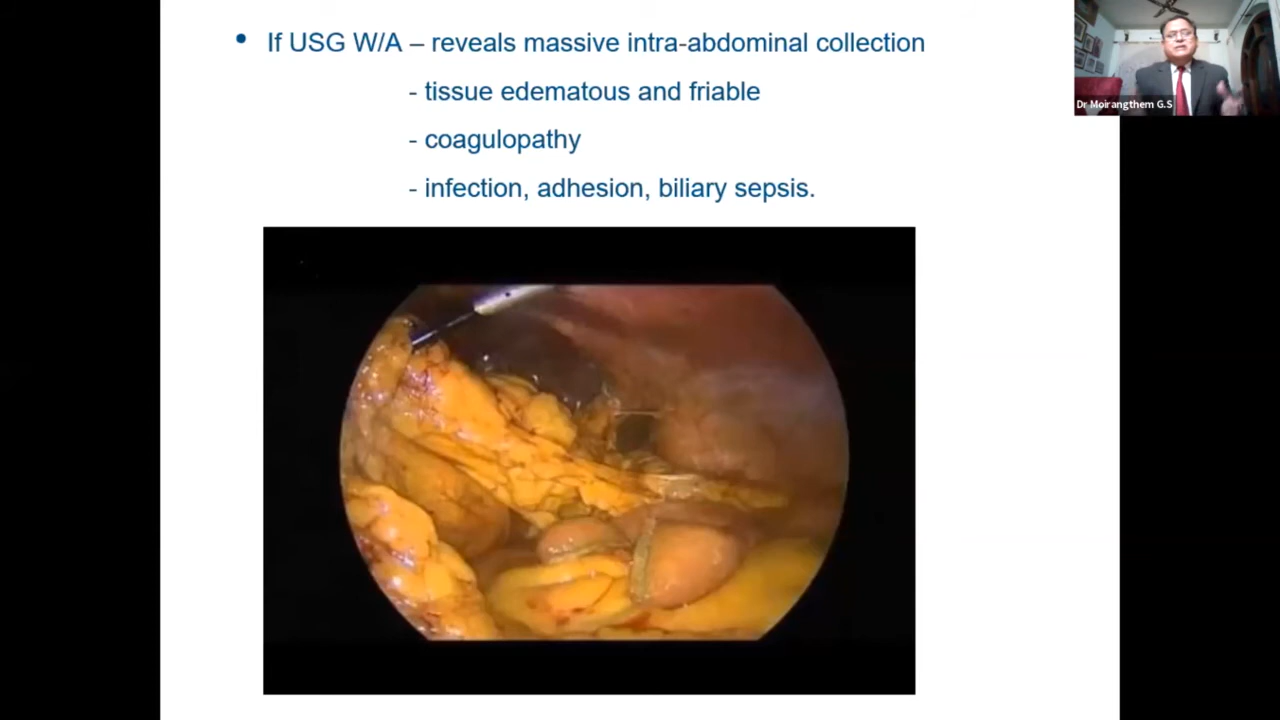 • If USG W/A – reveals massive intra-abdominal collection
- tissue edematous and friable
- coagulopathy
- infection, adhesion, biliary sepsis.
Dr Moirangthem G.S